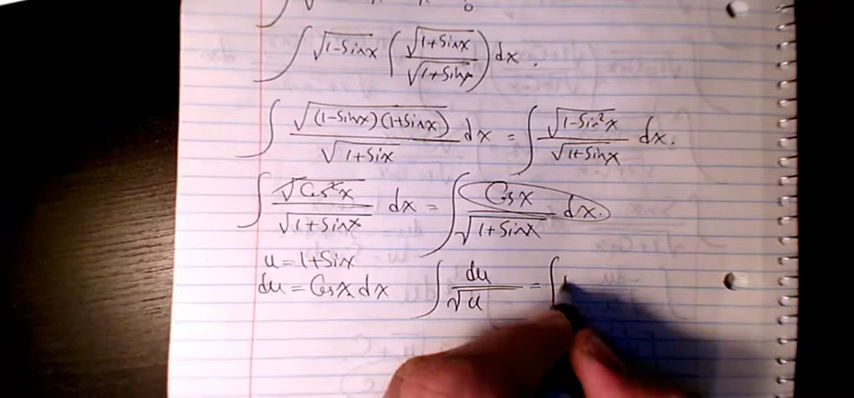 ∫ √(1-Sinx) (√(1+Sinx) / √(1+Sinx)) dx.
∫ √((1-Sinx)(1+Sinx)) / √(1+Sinx) dx = ∫ √(1-Sin²x) / √(1+Sinx) dx.
∫ √(Cos²x) / √(1+Sinx) dx = ∫ Cosx / √(1+Sinx) dx.
u = 1+Sinx
du = Cosx dx ∫ du / √u = ∫